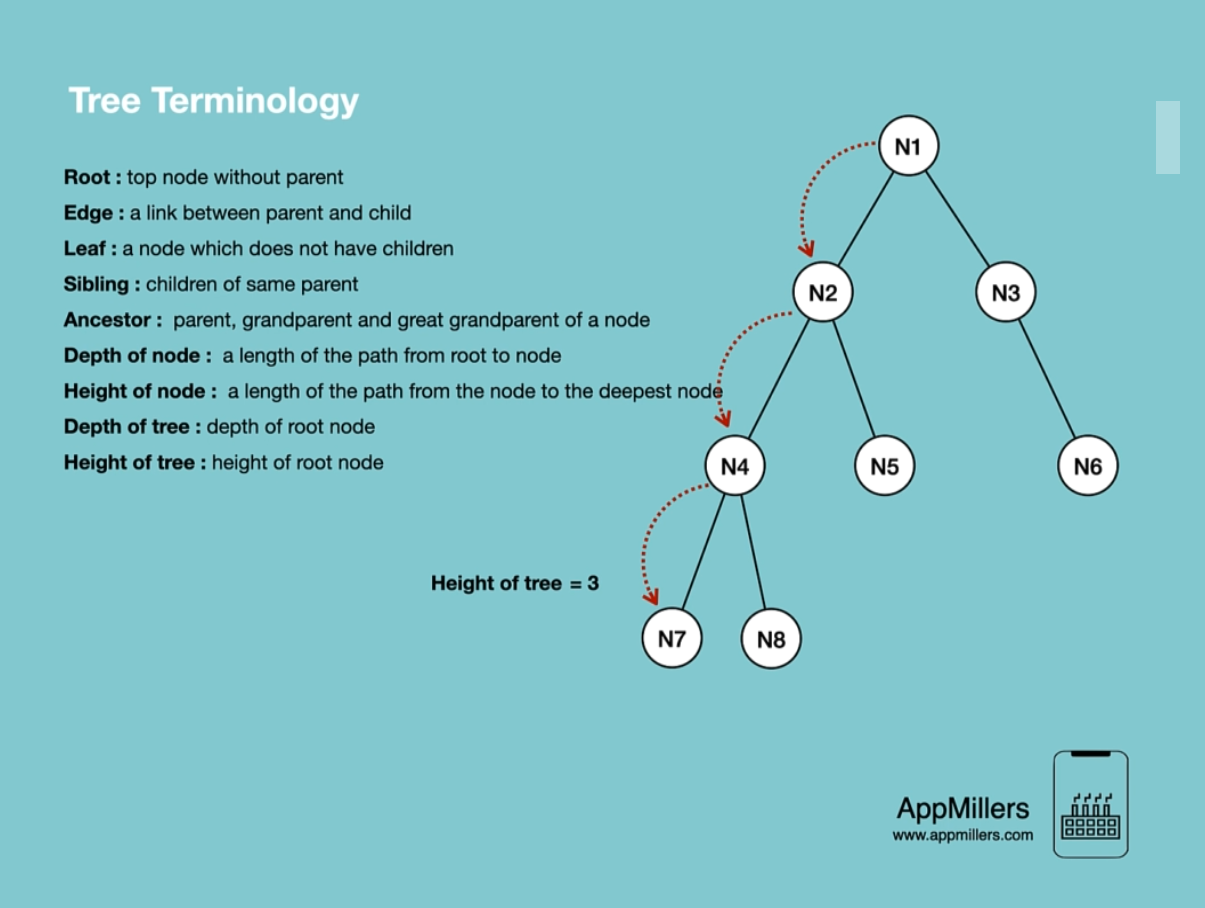 Tree Terminology
Root : top node without parent
Edge : a link between parent and child
Leaf : a node which does not have children
Sibling : children of same parent
Ancestor :  parent, grandparent and great grandparent of a node
Depth of node :  a length of the path from root to node
Height of node :  a length of the path from the node to the deepest node
Depth of tree : depth of root node
Height of tree : height of root node
N1
N2
N3
N4
N5
N6
Height of tree  = 3
N7
N8
AppMillers
www.appmillers.com